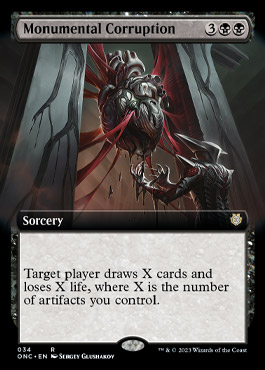 Monumental Corruption 3
Sorcery
Target player draws X cards and
loses X life, where X is the
number of artifacts you control.
034 R
ONC • EN Sergey Glushakov
™ & © 2023 Wizards of the Coast